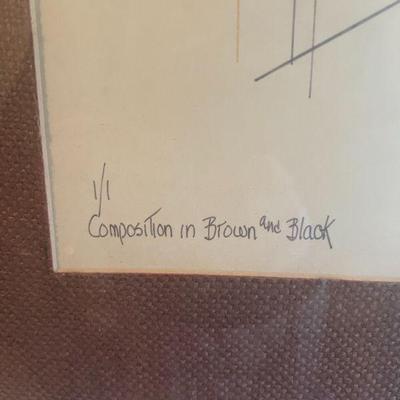 1/1
Composition in Brown and Black